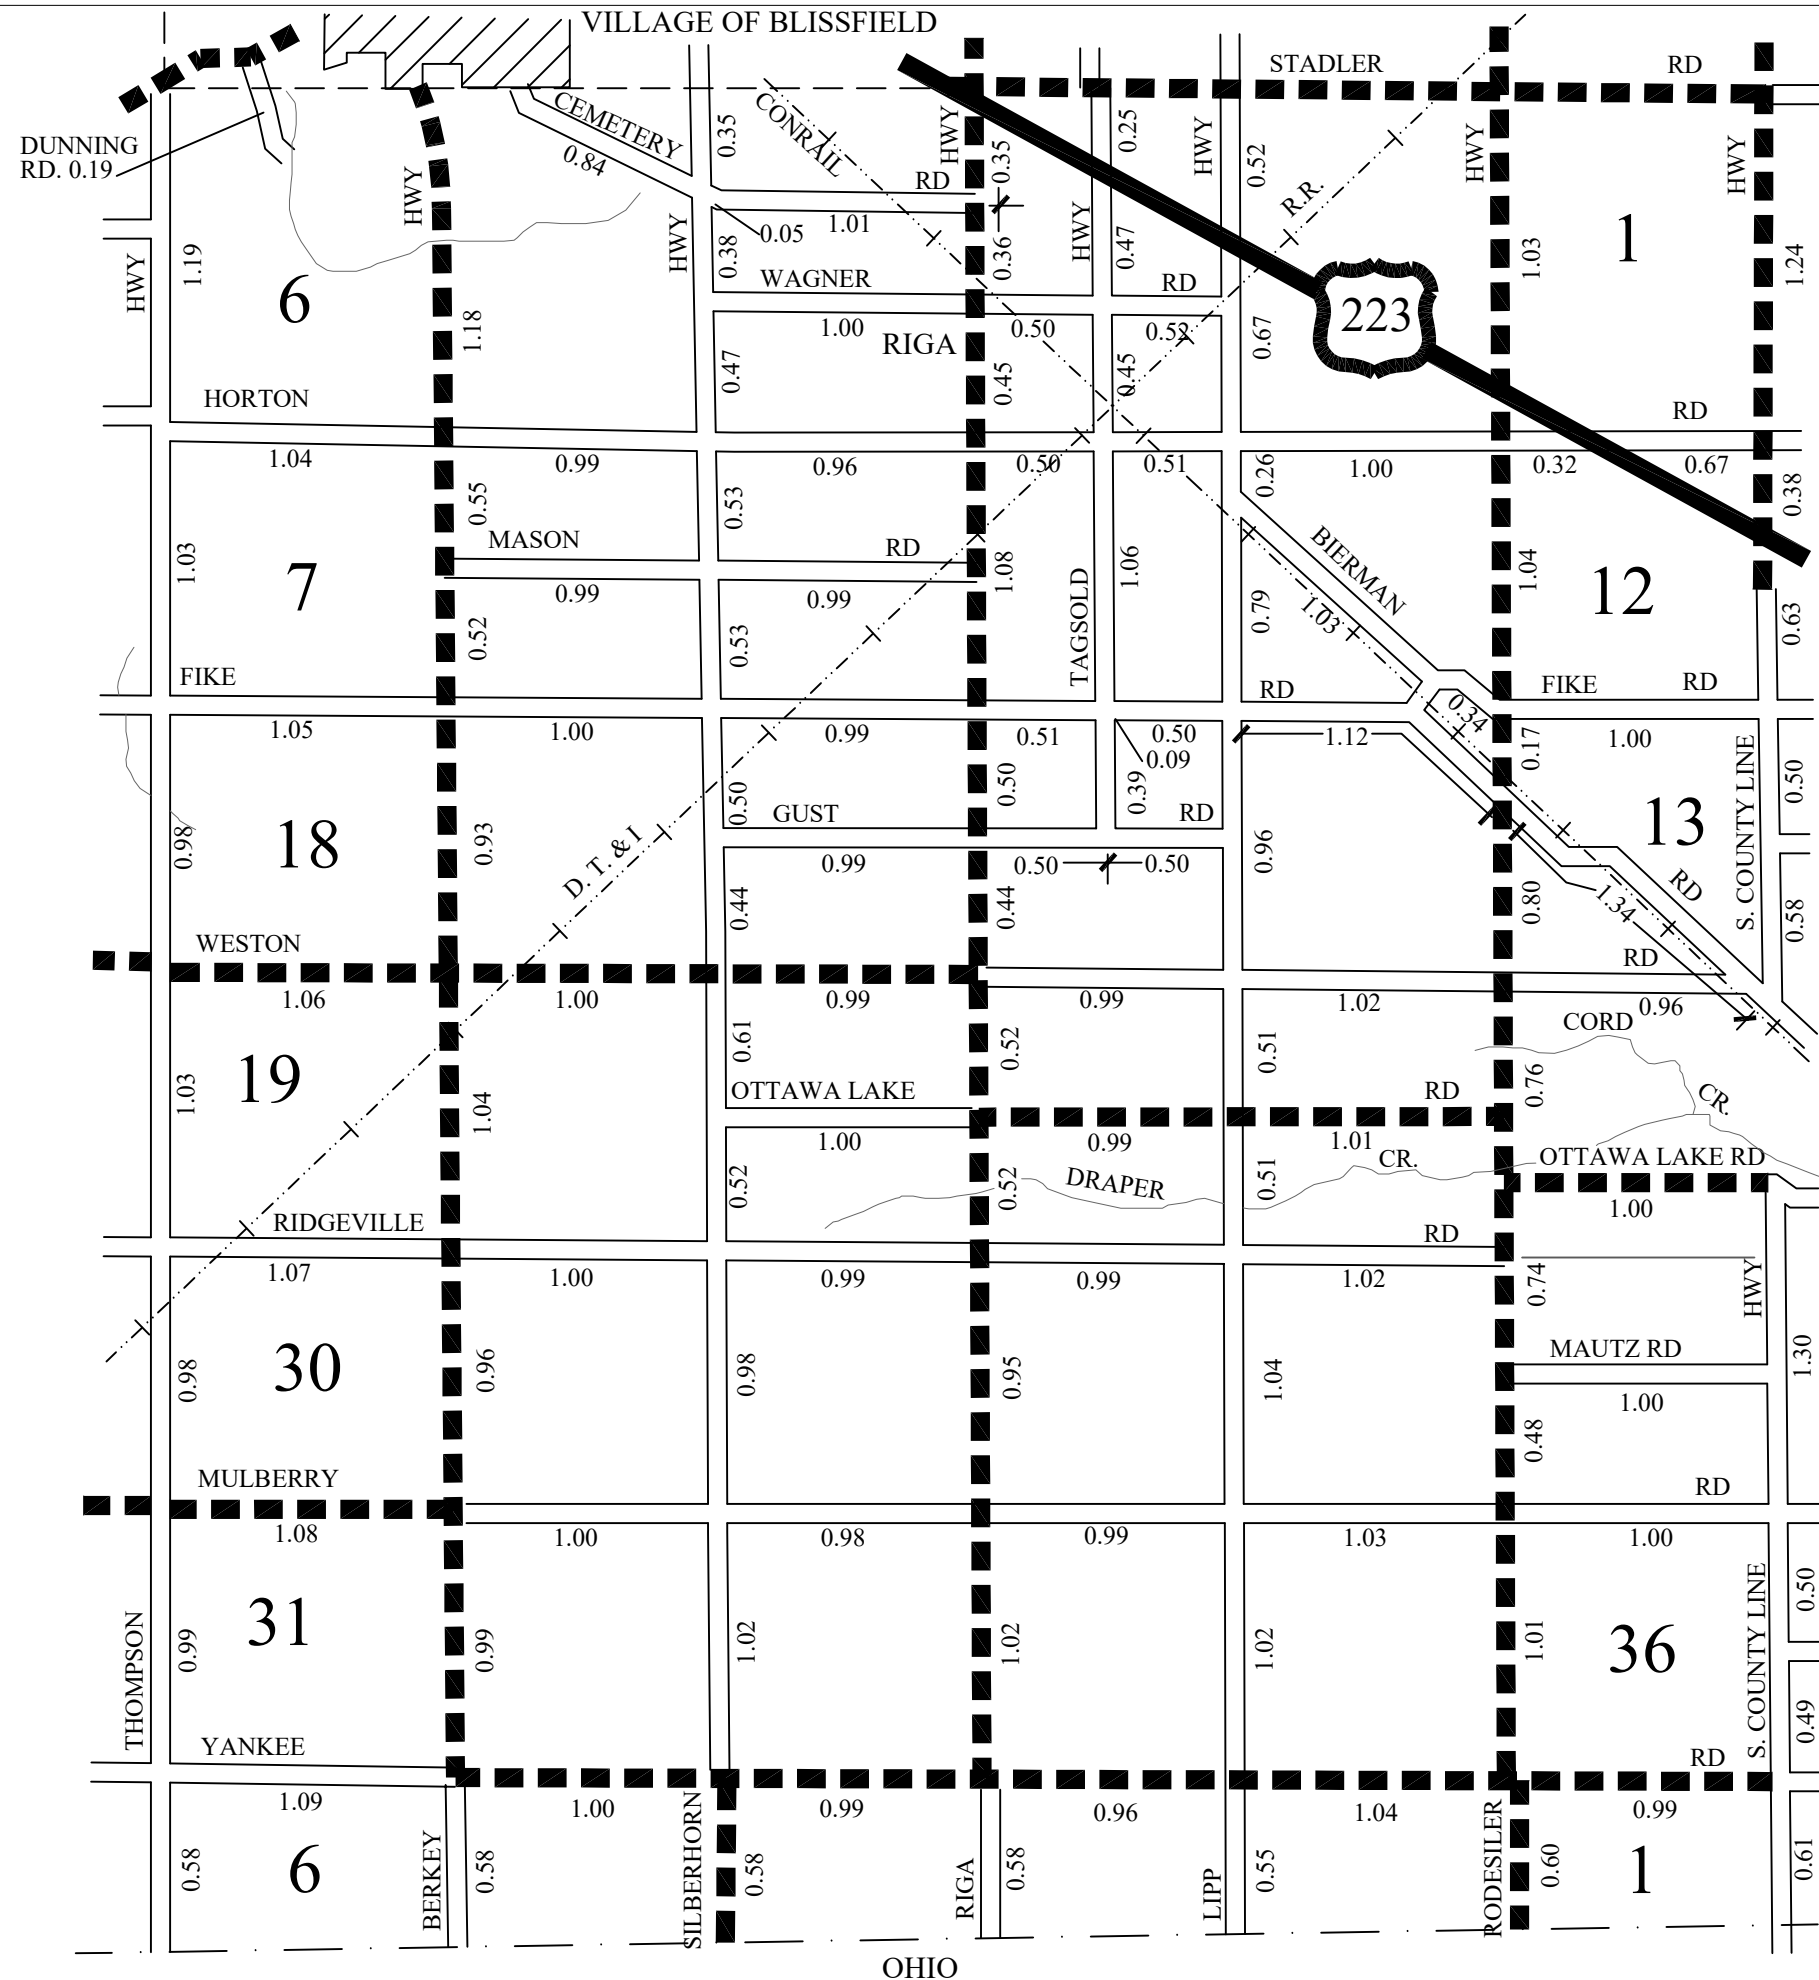 VILLAGE OF BLISSFIELD
STADLER
RD
CEMETERY
0.84
CONRAIL
DUNNING
RD. 0.19
HWY
HWY
HWY
HWY
HWY
HWY
HWY
HWY
0.35
0.35
0.25
0.52
R.R.
RD
1.01
0.05
0.38
0.36
0.47
1.19
6
1.18
WAGNER
RD
1.03
1
1.24
223
1.00
RIGA
0.50
0.52
0.67
0.47
0.45
0.45
HORTON
RD
1.04
0.99
0.96
0.50
0.51
0.26
1.00
0.32
0.67
0.38
0.55
0.53
MASON
RD
BIERMAN
1.03
7
1.08
1.06
1.04
12
0.99
0.99
TAGSOLD
0.79
1.03
0.63
0.52
0.53
FIKE
RD
FIKE
RD
1.05
1.00
0.99
0.51
0.50
0.09
1.12
0.34
0.17
1.00
S. COUNTY LINE
0.50
0.50
0.50
0.39
GUST
RD
18
13
0.98
0.93
D. T. & I
0.99
0.50
0.50
0.96
0.44
0.44
0.80
1.34
RD
0.58
WESTON
RD
1.06
1.00
0.99
0.99
1.02
0.96
CORD
CR.
19
1.03
1.04
0.61
0.52
0.51
0.76
OTTAWA LAKE
RD
1.00
0.99
1.01
CR.
OTTAWA LAKE RD
0.52
0.52
DRAPER
0.51
1.00
RIDGEVILLE
RD
1.07
1.00
0.99
0.99
1.02
0.74
HWY
MAUTZ RD
30
0.98
0.96
0.98
0.95
1.04
1.30
1.00
0.48
MULBERRY
RD
1.08
1.00
0.98
0.99
1.03
1.00
31
THOMPSON
0.99
0.99
1.02
1.02
1.02
1.01
36
S. COUNTY LINE
0.50
0.49
YANKEE
RD
1.09
1.00
0.99
0.96
1.04
0.99
0.58
6
BERKEY
0.58
SILBERHORN
0.58
RIGA
0.58
LIPP
0.55
RODESILER
0.60
1
0.61
OHIO